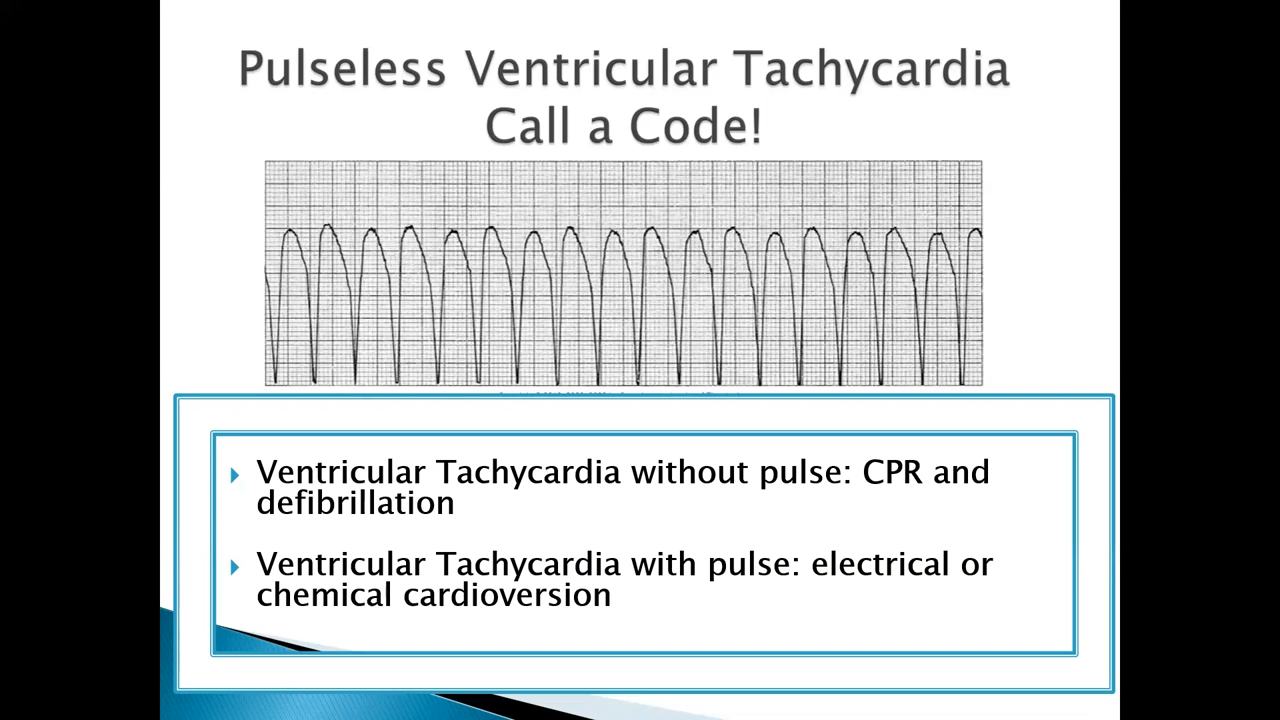 Pulseless Ventricular Tachycardia
Call a Code!
Ventricular Tachycardia without pulse: CPR and
defibrillation
Ventricular Tachycardia with pulse: electrical or
chemical cardioversion